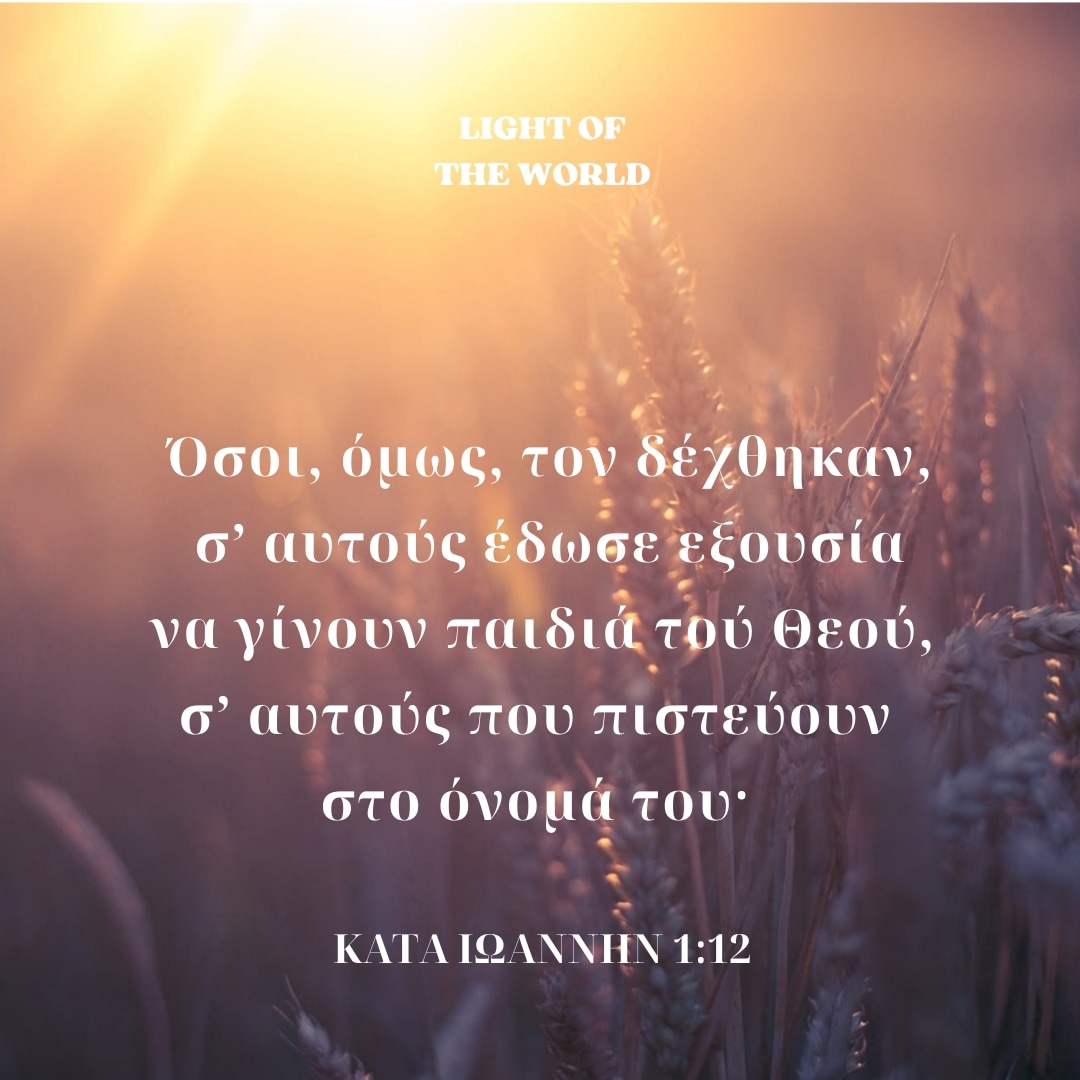 LIGHT OF
THE WORLD
Όσοι, όμως, τον δέχθηκαν,
σ’ αυτούς έδωσε εξουσία
να γίνουν παιδιά τού Θεού,
σ’ αυτούς που πιστεύουν
στο όνομά του·
ΚΑΤΑ ΙΩΑΝΝΗΝ 1:12